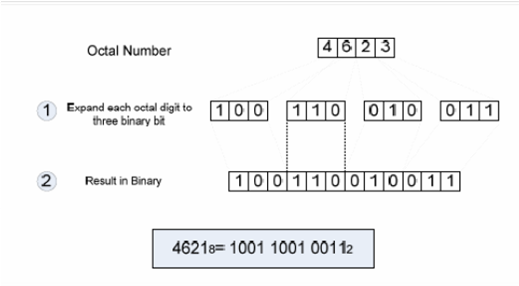 Octal Number
4 6 2 3
1
Expand each octal digit to
three binary bit
1 0 0 1 1 0 0 1 0 0 1 1
2
Result in Binary
1 0 0 1 1 0 0 1 0 0 1 1
4621₈= 1001 1001 0011₂